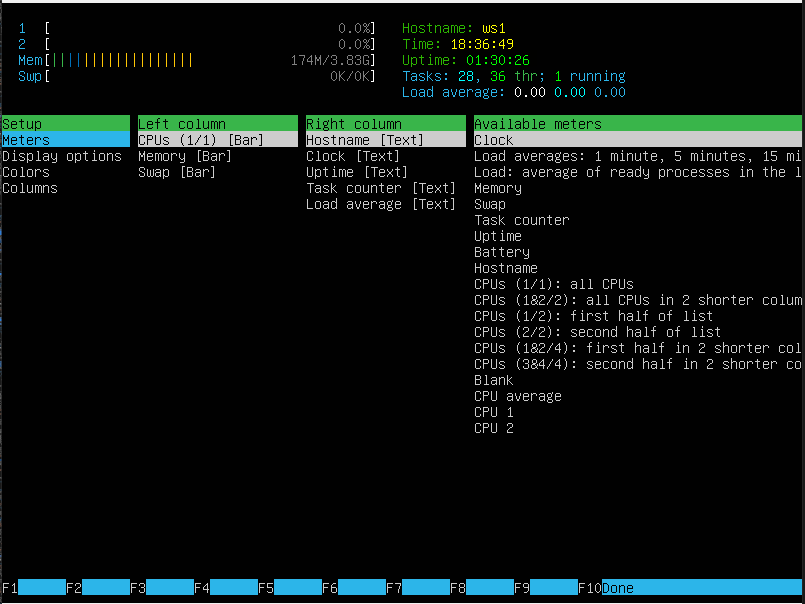 1 [ 0.0%] Hostname: ws1
2 [ 0.0%] Time: 18:36:49
Mem[||||||||||||||||||| 174M/3.83G] Uptime: 01:30:26
Swp[ 0K/0K] Tasks: 28, 36 thr; 1 running
Load average: 0.00 0.00 0.00
Setup Left column Right column Available meters
Meters CPUs (1/1) [Bar] Hostname [Text] Clock
Display options Memory [Bar] Clock [Text] Load averages: 1 minute, 5 minutes, 15 mi
Colors Swap [Bar] Uptime [Text] Load: average of ready processes in the l
Columns Task counter [Text] Memory
Load average [Text] Swap
Task counter
Uptime
Battery
Hostname
CPUs (1/1): all CPUs
CPUs (1&2/2): all CPUs in 2 shorter colum
CPUs (1/2): first half of list
CPUs (2/2): second half of list
CPUs (1&2/4): first half in 2 shorter col
CPUs (3&4/4): second half in 2 shorter co
Blank
CPU average
CPU 1
CPU 2
F1 F2 F3 F4 F5 F6 F7 F8 F9 F10Done